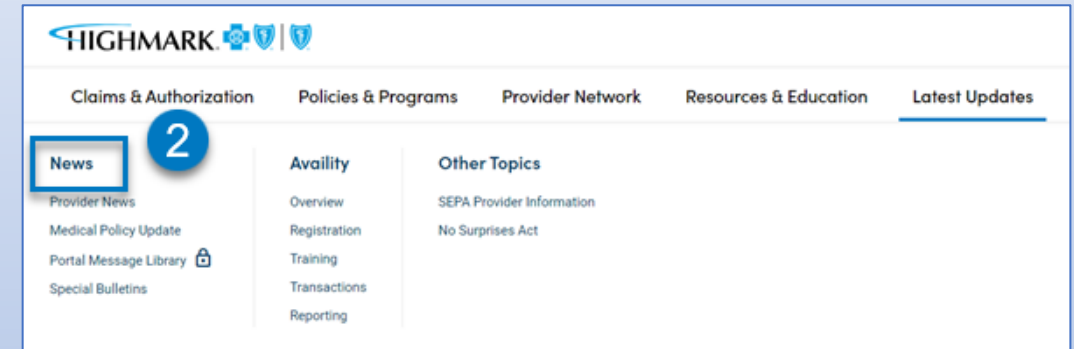 HIGHMARK.
Claims & Authorization Policies & Programs Provider Network Resources & Education Latest Updates
2
News
Provider News
Medical Policy Update
Portal Message Library
Special Bulletins
Availity
Overview
Registration
Training
Transactions
Reporting
Other Topics
SEPA Provider Information
No Surprises Act